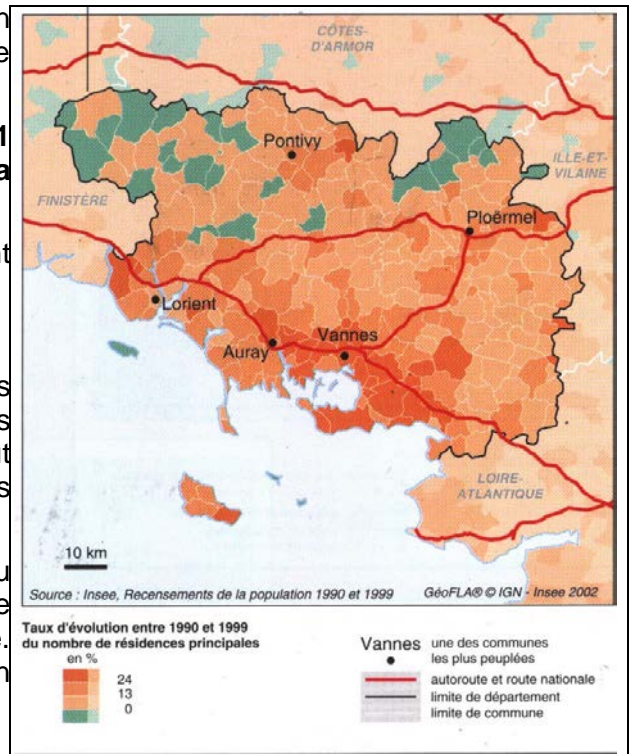 n
e
1
a
t
s
s
t
s
u
e
.
n
CÔTES-
D'ARMOR
Pontivy
ILLE-ET-
VILAINE
FINISTÈRE
Ploërmel
Lorient
Vannes
Auray
LOIRE-
ATLANTIQUE
10 km
Source : Insee, Recensements de la population 1990 et 1999
GéoFLA® © IGN - Insee 2002
Taux d'évolution entre 1990 et 1999
du nombre de résidences principales
en %
24
13
0
Vannes une des communes
les plus peuplées
autoroute et route nationale
limite de département
limite de commune